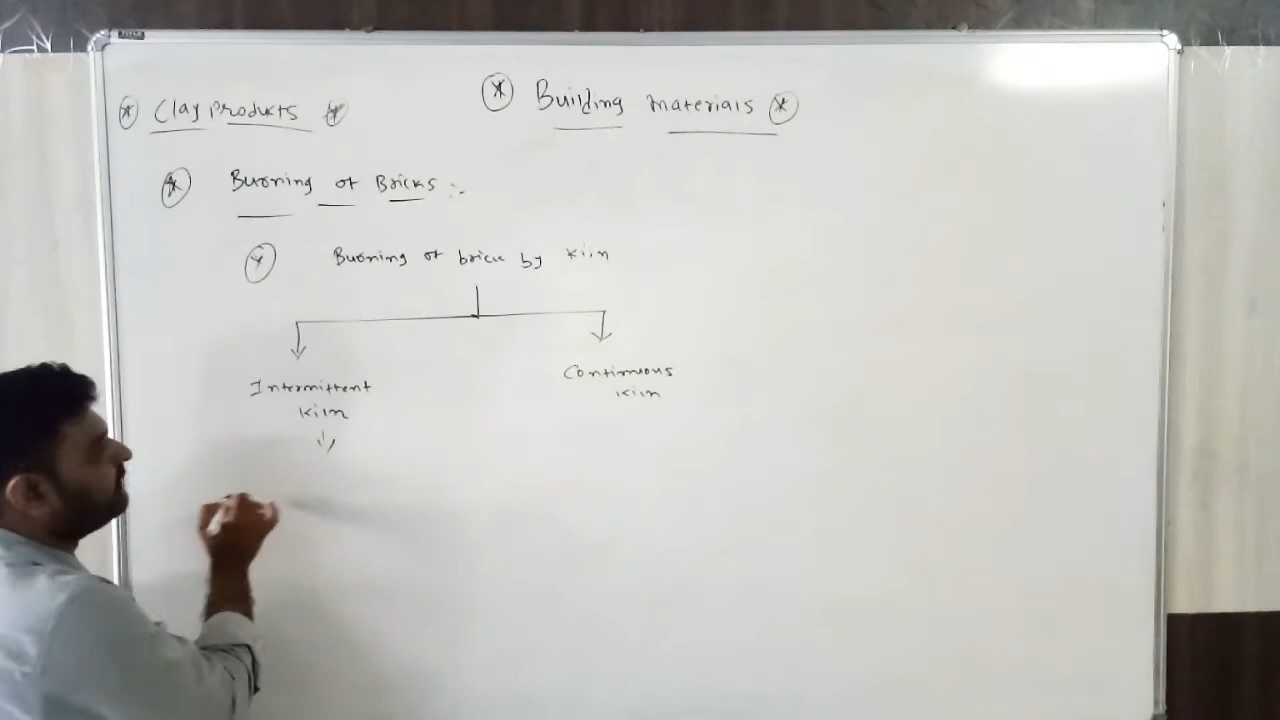 Building materials
Clay products
Burning of Bricks :-
Burning of brick by kiln
Intermittent
kiln
Continuous
kiln